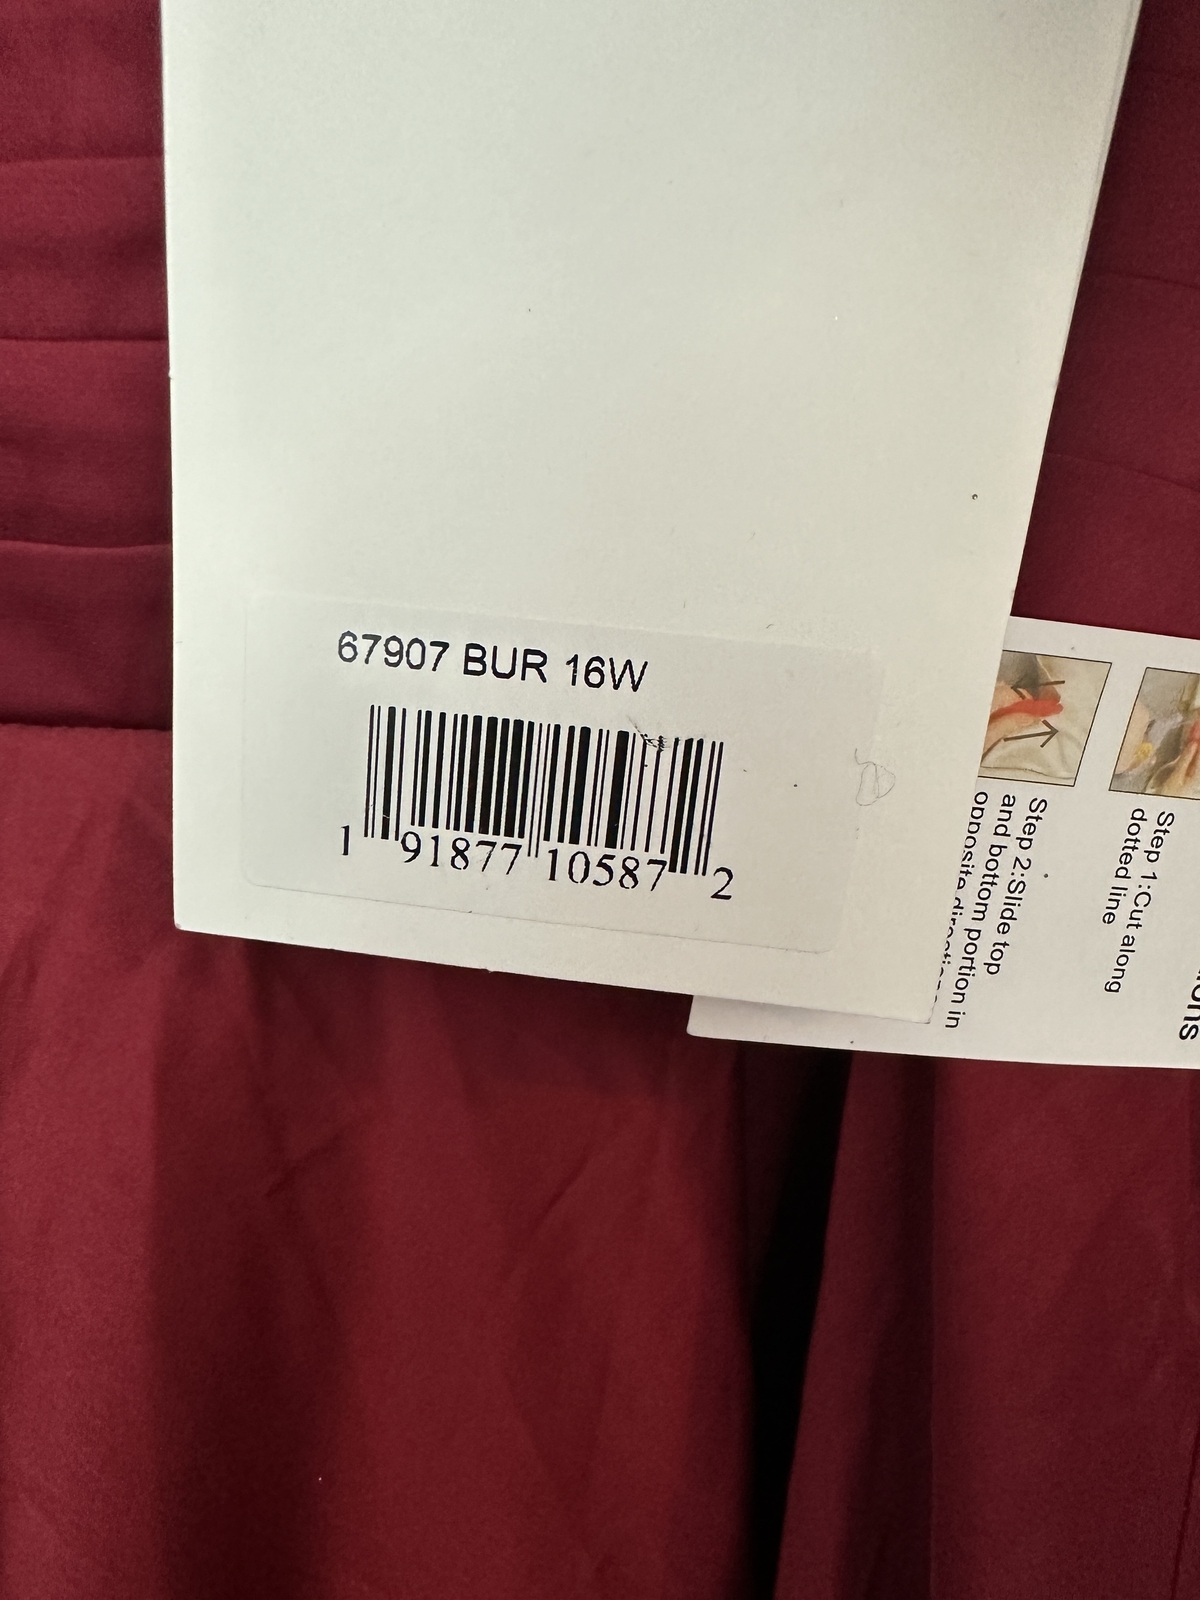 67907 BUR 16W
1 91877 10587 2
Step 1:Cut along
dotted line
Step 2:Slide top
and bottom portion in
opposite